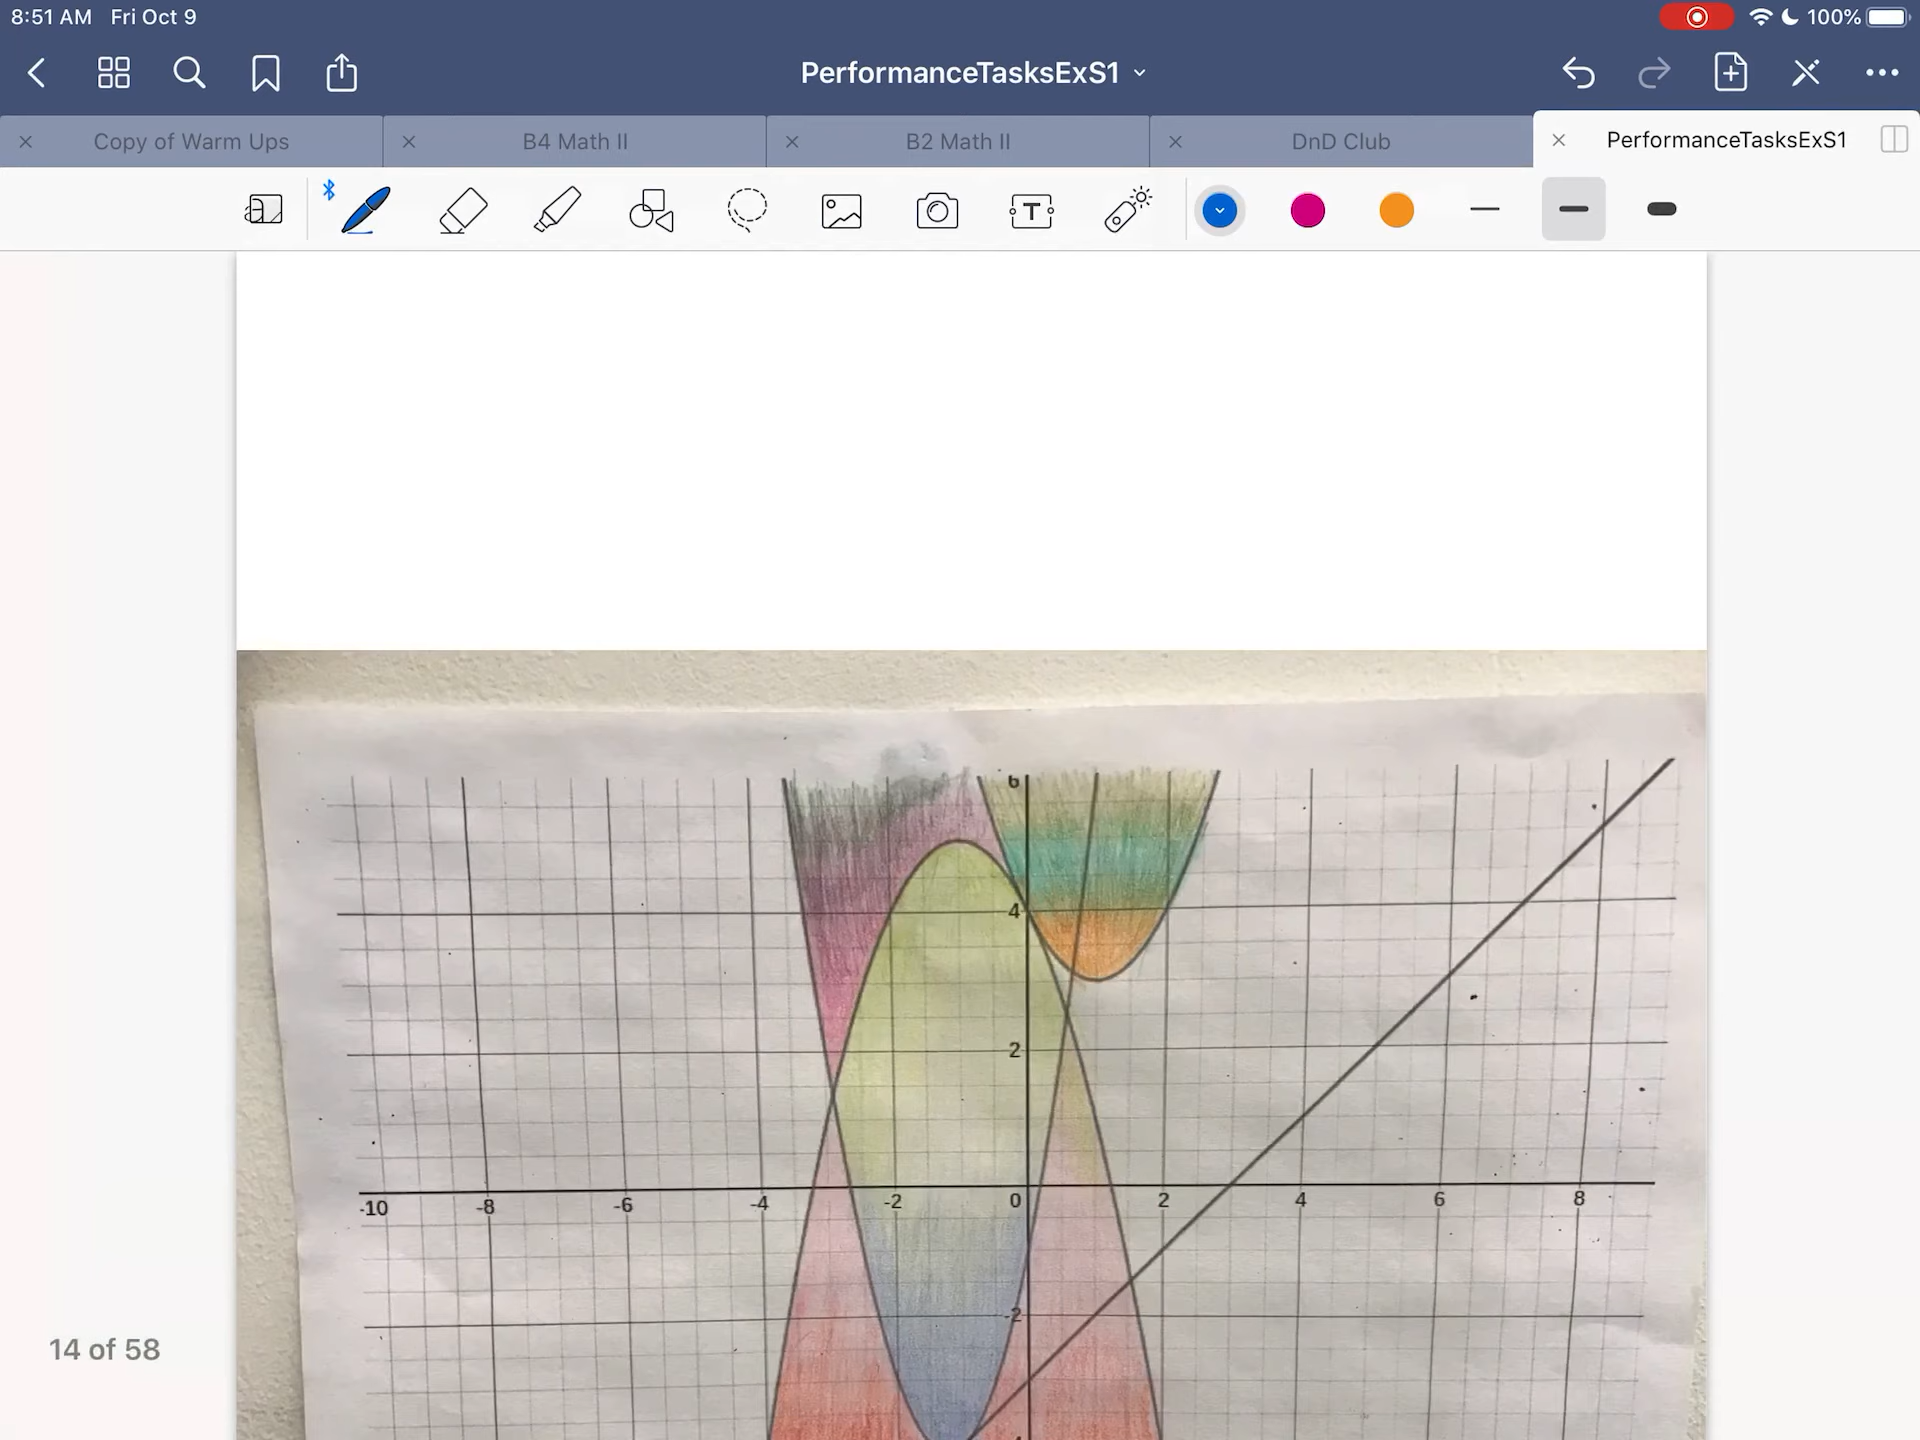 8:51 AM Fri Oct 9
100%
PerformanceTasksExS1
Copy of Warm Ups
B4 Math II
B2 Math II
DnD Club
PerformanceTasksExS1
T
6
4
2
-10 -8 -6 -4 -2 0 2 4 6 8
-2
14 of 58